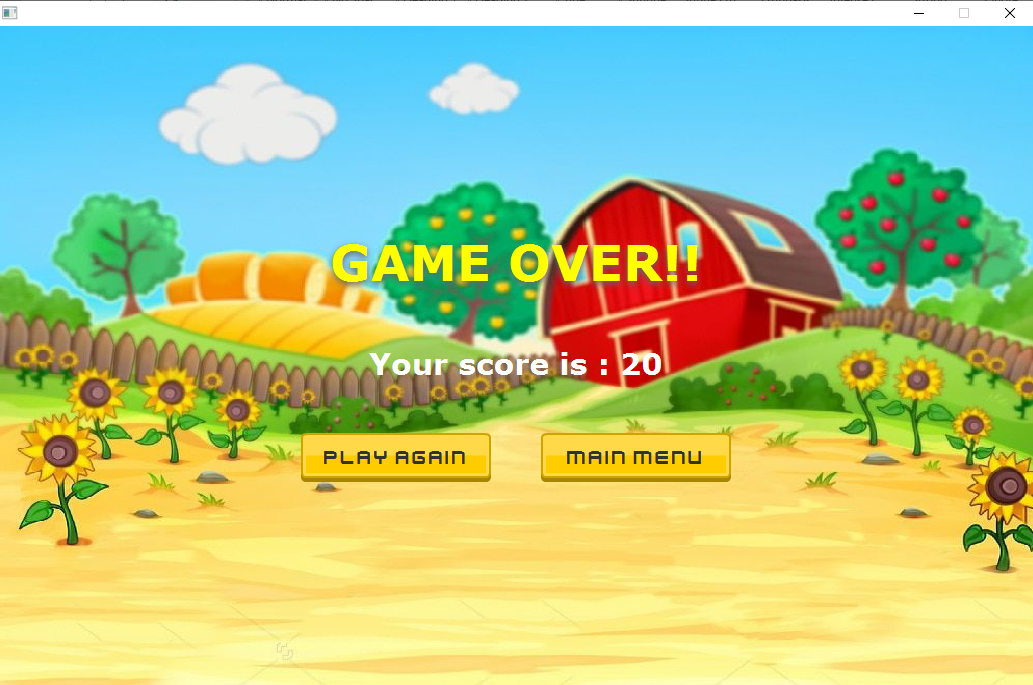 GAME OVER!!
Your score is : 20
PLAY AGAIN
MAIN MENU